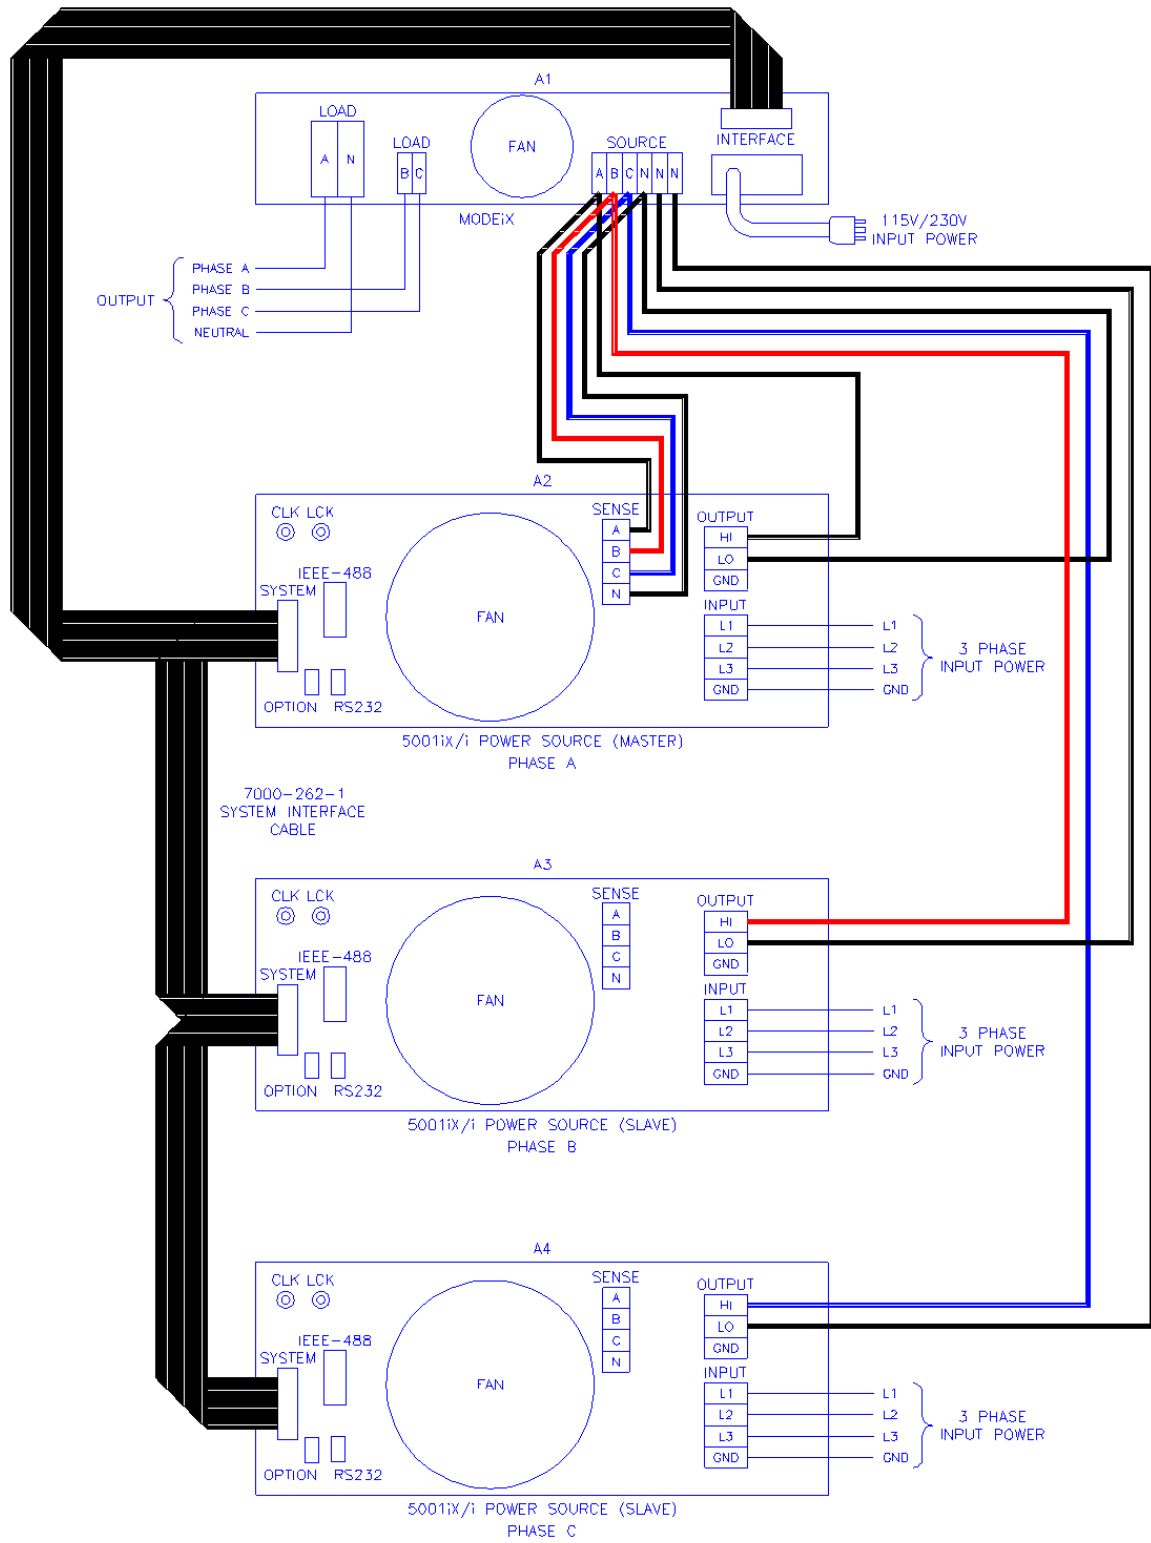 A1
LOAD
A N
LOAD
B C
FAN
SOURCE
A B C N N N
INTERFACE
MODEiX
115V/230V
INPUT POWER
OUTPUT
PHASE A
PHASE B
PHASE C
NEUTRAL
A2
CLK LCK
IEEE-488
SYSTEM
OPTION RS232
FAN
SENSE
A
B
C
N
OUTPUT
HI
LO
GND
INPUT
L1 L1
L2 L2
L3 L3
GND GND
3 PHASE
INPUT POWER
5001iX/i POWER SOURCE (MASTER)
PHASE A
7000-262-1
SYSTEM INTERFACE
CABLE
A3
CLK LCK
IEEE-488
SYSTEM
OPTION RS232
FAN
SENSE
A
B
C
N
OUTPUT
HI
LO
GND
INPUT
L1 L1
L2 L2
L3 L3
GND GND
3 PHASE
INPUT POWER
5001iX/i POWER SOURCE (SLAVE)
PHASE B
A4
CLK LCK
IEEE-488
SYSTEM
OPTION RS232
FAN
SENSE
A
B
C
N
OUTPUT
HI
LO
GND
INPUT
L1 L1
L2 L2
L3 L3
GND GND
3 PHASE
INPUT POWER
5001iX/i POWER SOURCE (SLAVE)
PHASE C